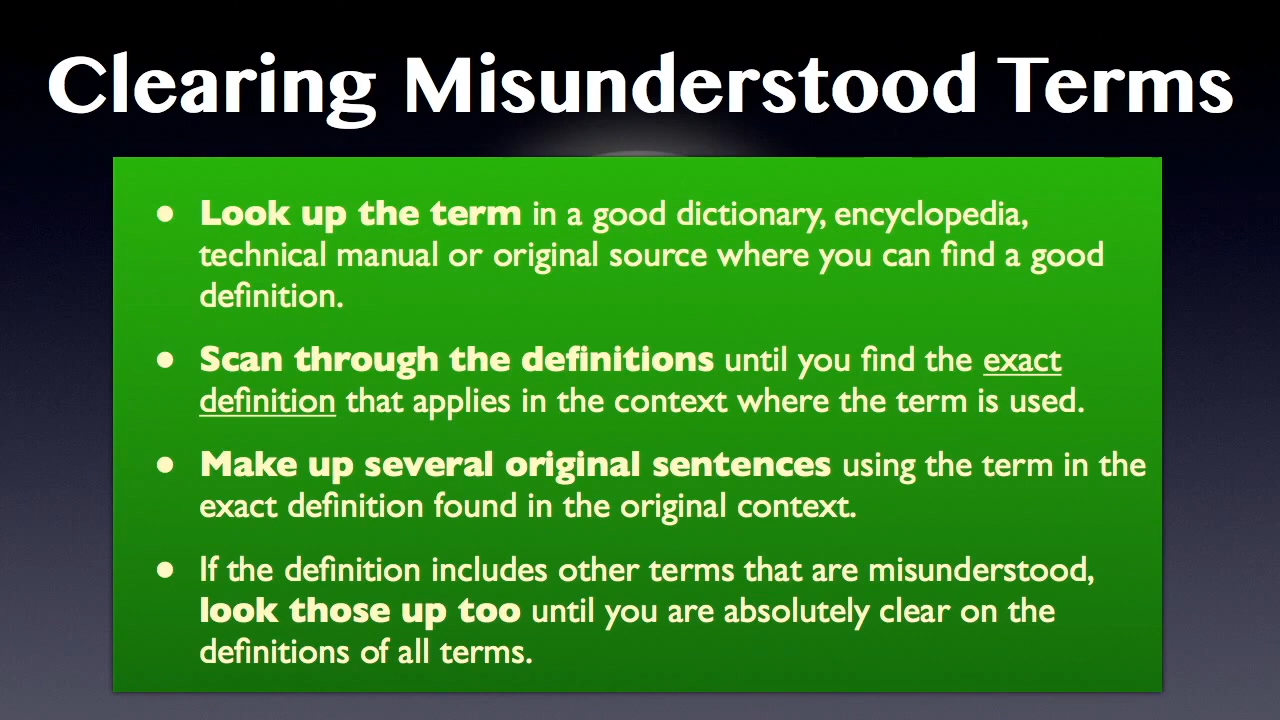 Clearing Misunderstood Terms
• Look up the term in a good dictionary, encyclopedia,
technical manual or original source where you can find a good
definition.
• Scan through the definitions until you find the exact
definition that applies in the context where the term is used.
• Make up several original sentences using the term in the
exact definition found in the original context.
• If the definition includes other terms that are misunderstood,
look those up too until you are absolutely clear on the
definitions of all terms.